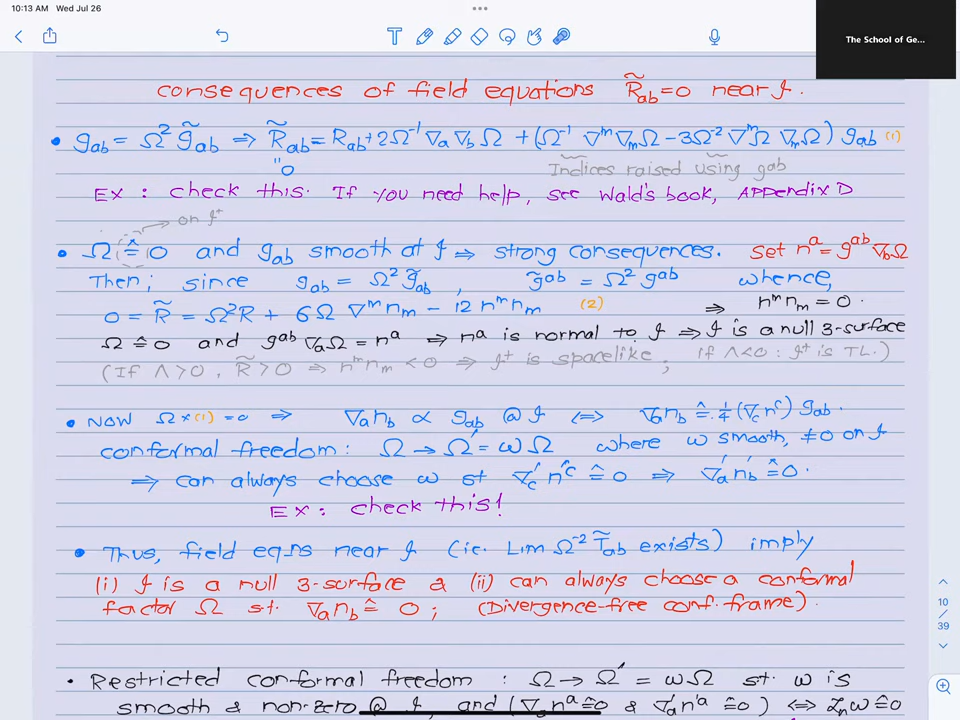 10:13 AM Wed Jul 26
The School of Ge...
consequences of field equations R̃ab=0 near ℐ.
• gab = Ω² g̃ab ⇒ R̃ab = Rab + 2Ω⁻¹ ∇a ∇b Ω + (Ω⁻¹ ∇ᵐ∇mΩ - 3Ω⁻² ∇ᵐΩ ∇mΩ) gab (1)
"0 Indices raised using gab
EX : check this. If you need help, see Wald's book, APPENDIX D
→ on ℐ⁺
• Ω ≙ 0 and gab smooth at ℐ ⇒ strong consequences. Set nᵃ = gᵃᵇ ∇bΩ
Then; since gab = Ω² g̃ab , g̃ᵃᵇ = Ω² gᵃᵇ whence,
0 = R̃ = Ω²R + 6Ω ∇ᵐnm - 12 nᵐnm (2) ⇒ nᵐnm = 0.
Ω ≙ 0 and gᵃᵇ ∇aΩ = nᵃ ⇒ nᵃ is normal to ℐ ⇒ ℐ is a null 3-surface
(If Λ>0 , R̃ > 0 ⇒ nᵐnm < 0 ⇒ ℐ⁺ is spacelike ; if Λ<0 : ℐ⁺ is TL.)
• NOW Ω × (1) = 0 ⇒ ∇anb ∝ gab @ ℐ ⇔ ∇anb ≙ ¼ (∇c nᶜ) gab.
conformal freedom : Ω → Ω' = ωΩ where ω smooth, ≠0 on ℐ
⇒ can always choose ω st ∇'c n'ᶜ ≙ 0 ⇒ ∇'a n'b ≙ 0.
EX : check this!
• Thus, field eqns near ℐ (ie. Lim Ω⁻² T̃ab exists) imply
(i) ℐ is a null 3-surface & (ii) can always choose a conformal
factor Ω st. ∇anb ≙ 0 ; (Divergence-free conf. frame).
10
/
39
• Restricted conformal freedom : Ω → Ω' = ωΩ st. ω is
smooth & non-zero @ ℐ, and (∇a nᵃ ≙ 0 & ∇'a n'ᵃ ≙ 0 ) ⇔ ℒn ω ≙ 0